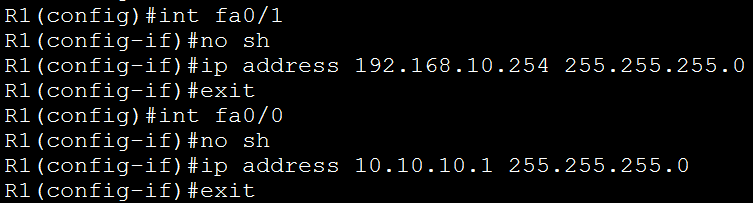 R1(config)#int fa0/1
R1(config-if)#no sh
R1(config-if)#ip address 192.168.10.254 255.255.255.0
R1(config-if)#exit
R1(config)#int fa0/0
R1(config-if)#no sh
R1(config-if)#ip address 10.10.10.1 255.255.255.0
R1(config-if)#exit